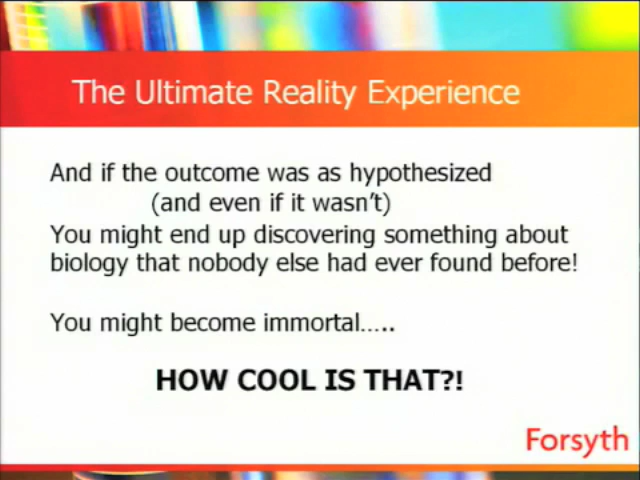 The Ultimate Reality Experience
And if the outcome was as hypothesized
(and even if it wasn't)
You might end up discovering something about
biology that nobody else had ever found before!
You might become immortal…..
HOW COOL IS THAT?!
Forsyth